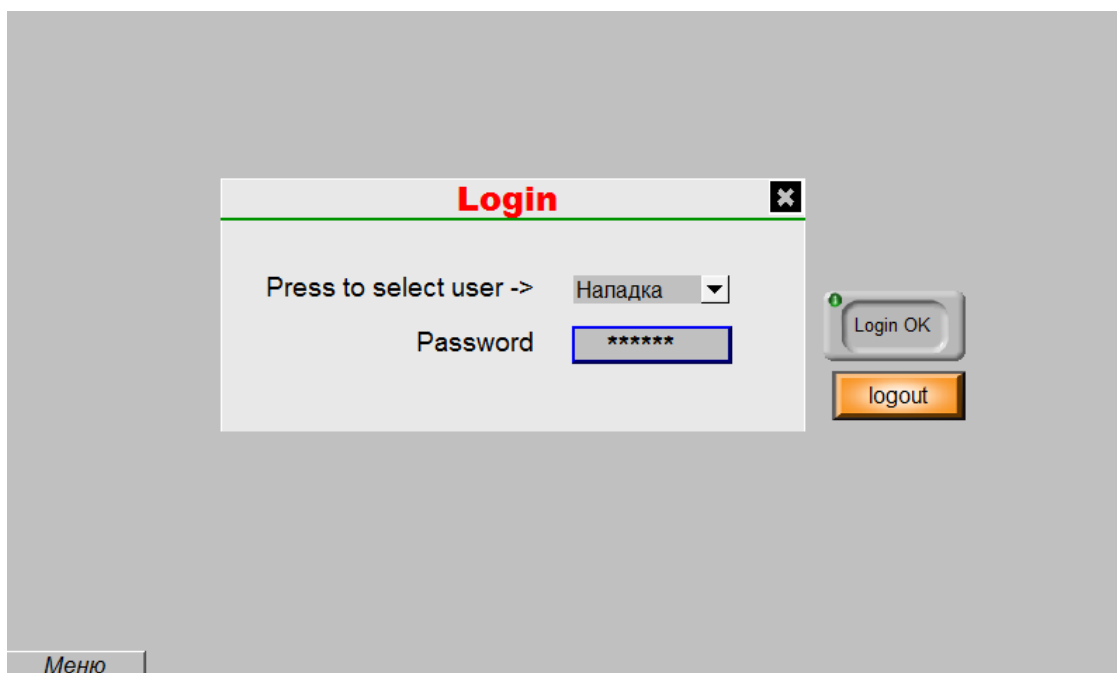 Login
Press to select user -> Наладка
Password ******
Login OK
logout
Меню